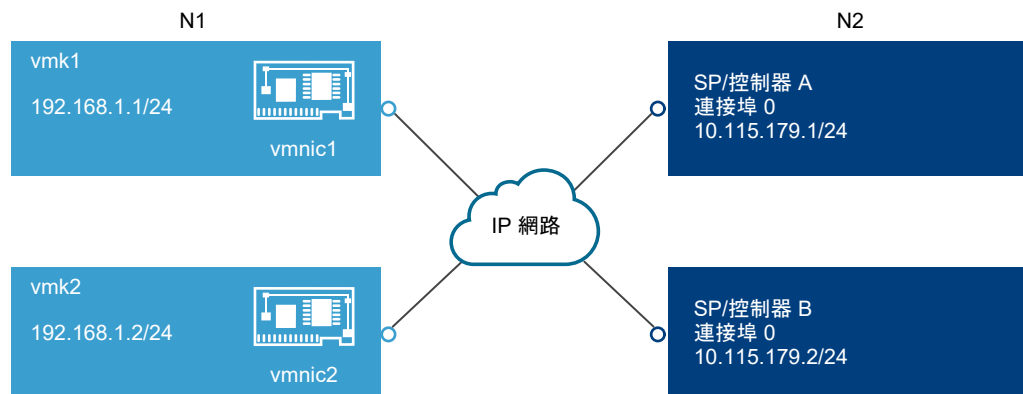 N1
N2
vmk1
192.168.1.1/24
vmnic1
SP/控制器 A
連接埠 0
10.115.179.1/24
IP 網路
vmk2
192.168.1.2/24
vmnic2
SP/控制器 B
連接埠 0
10.115.179.2/24